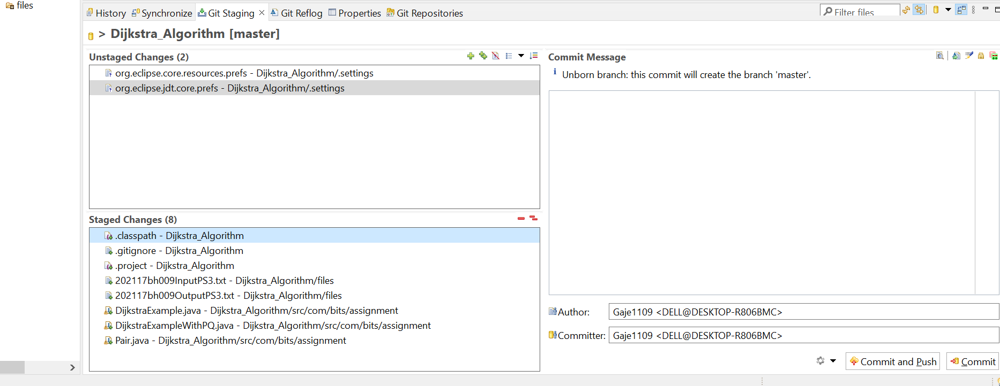 files
History Synchronize Git Staging Git Reflog Properties Git Repositories
Filter files
> Dijkstra_Algorithm [master]
Unstaged Changes (2)
org.eclipse.core.resources.prefs - Dijkstra_Algorithm/.settings
org.eclipse.jdt.core.prefs - Dijkstra_Algorithm/.settings
Staged Changes (8)
.classpath - Dijkstra_Algorithm
.gitignore - Dijkstra_Algorithm
.project - Dijkstra_Algorithm
202117bh009InputPS3.txt - Dijkstra_Algorithm/files
202117bh009OutputPS3.txt - Dijkstra_Algorithm/files
DijkstraExample.java - Dijkstra_Algorithm/src/com/bits/assignment
DijkstraExampleWithPQ.java - Dijkstra_Algorithm/src/com/bits/assignment
Pair.java - Dijkstra_Algorithm/src/com/bits/assignment
Commit Message
Unborn branch: this commit will create the branch 'master'.
Author: Gaje1109 <DELL@DESKTOP-R806BMC>
Committer: Gaje1109 <DELL@DESKTOP-R806BMC>
Commit and Push Commit